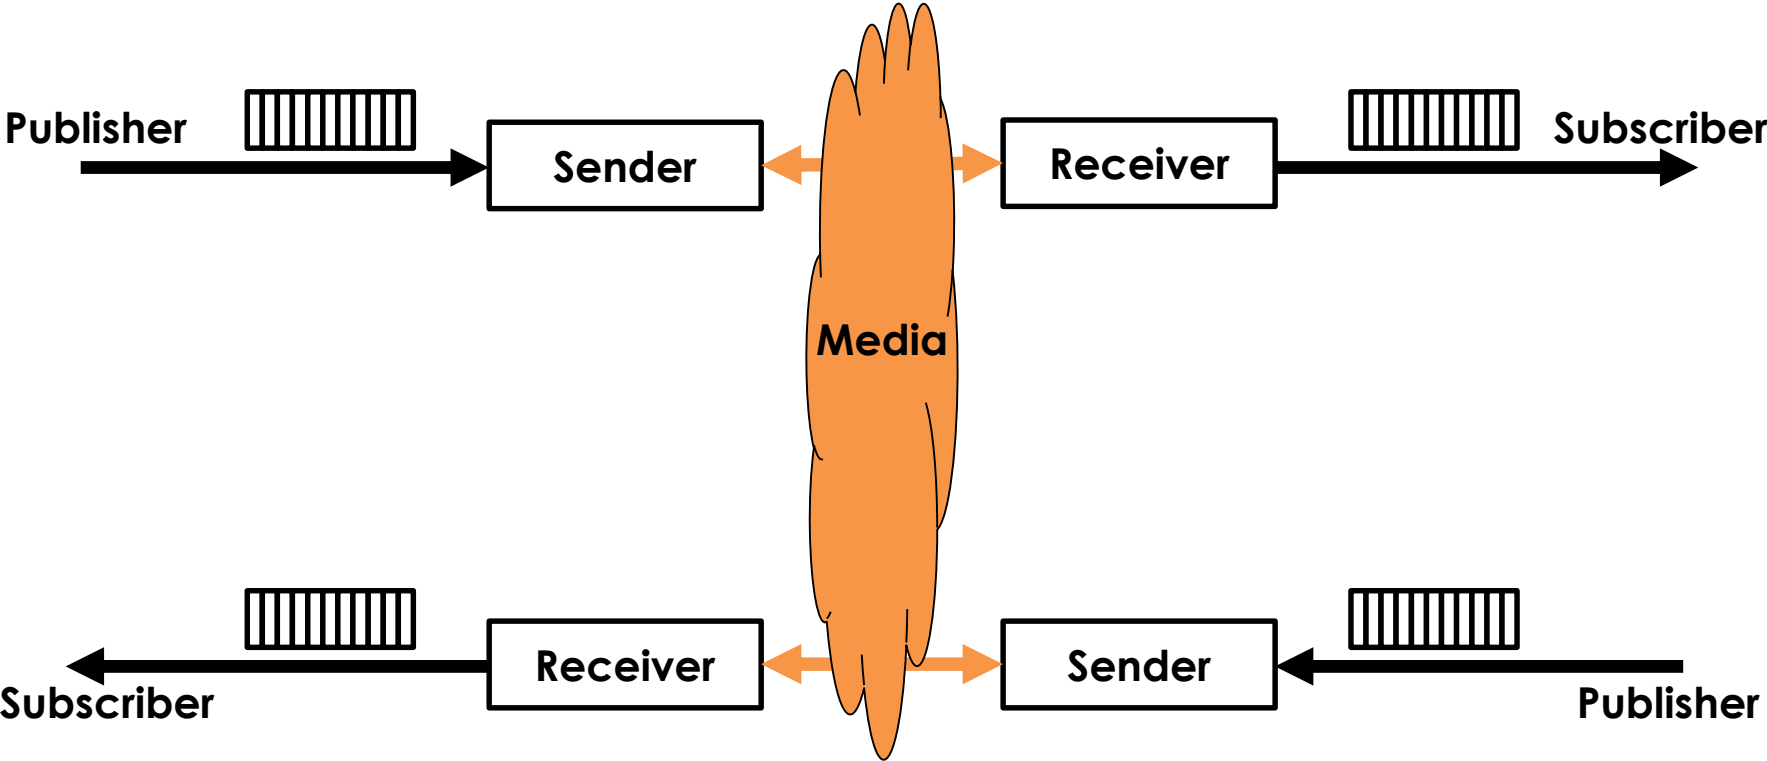 Publisher
Sender
Receiver
Subscriber
Media
Subscriber
Receiver
Sender
Publisher